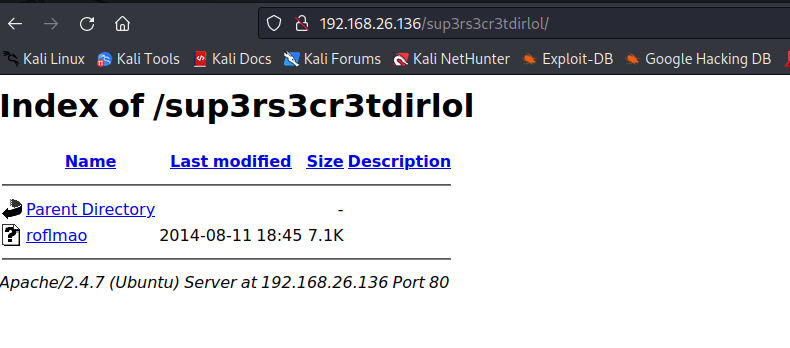 192.168.26.136/sup3rs3cr3tdirlol/
Kali Linux Kali Tools Kali Docs Kali Forums Kali NetHunter Exploit-DB Google Hacking DB
Index of /sup3rs3cr3tdirlol
Name Last modified Size Description
Parent Directory -
roflmao 2014-08-11 18:45 7.1K
Apache/2.4.7 (Ubuntu) Server at 192.168.26.136 Port 80